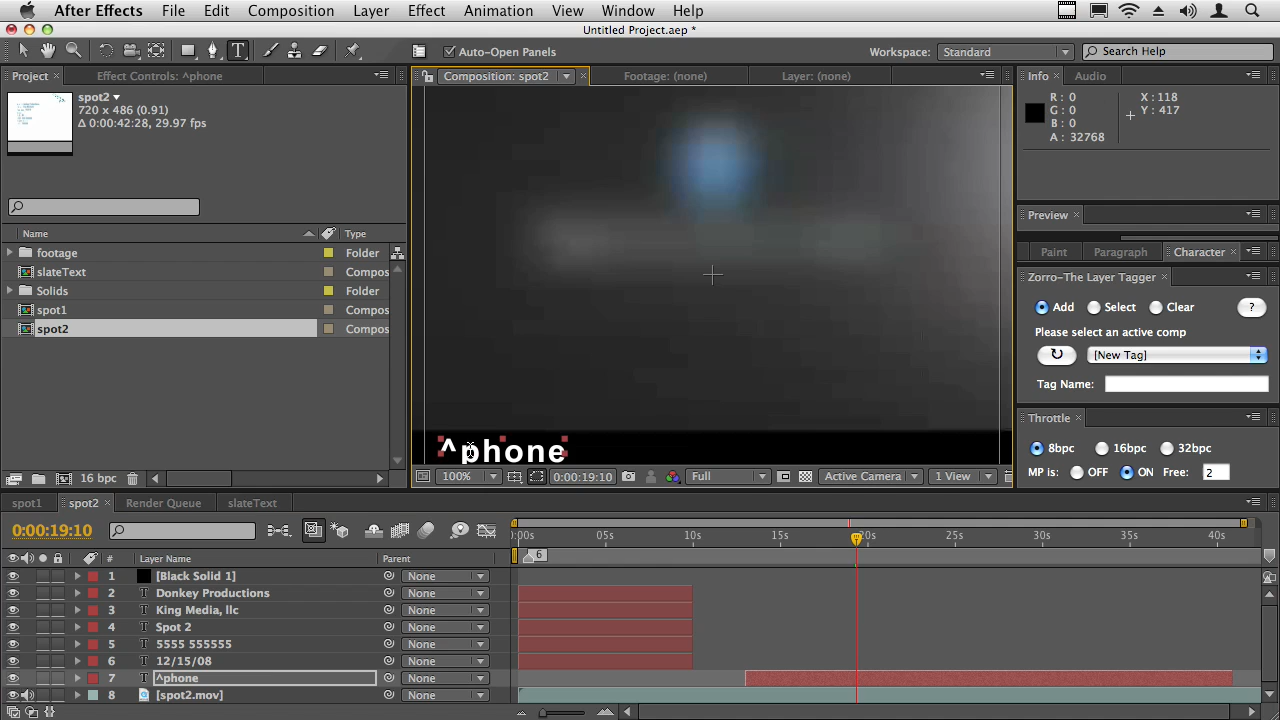 After Effects File Edit Composition Layer Effect Animation View Window Help
Untitled Project.aep *
T Auto-Open Panels Workspace: Standard Search Help
Project Effect Controls: ^phone Composition: spot2 Footage: (none) Layer: (none) Info Audio
spot2
720 x 486 (0.91)
Δ 0:00:42:28, 29.97 fps
R : 0 X : 118
G : 0 Y : 417
B : 0
A : 32768
Preview
Name Type
footage Folder
slateText Compos
Solids Folder
spot1 Compos
spot2 Compos
Paint Paragraph Character
Zorro-The Layer Tagger
Add Select Clear ?
Please select an active comp
[New Tag]
Tag Name:
Throttle
8bpc 16bpc 32bpc
MP is: OFF ON Free: 2
^phone
16 bpc
100% 0:00:19:10 Full Active Camera 1 View
spot1 spot2 Render Queue slateText
0:00:19:10
:00s 05s 10s 15s 20s 25s 30s 35s 40s
6
# Layer Name Parent
1 [Black Solid 1] None
2 T Donkey Productions None
3 T King Media, llc None
4 T Spot 2 None
5 T 5555 555555 None
6 T 12/15/08 None
7 T ^phone None
8 [spot2.mov] None